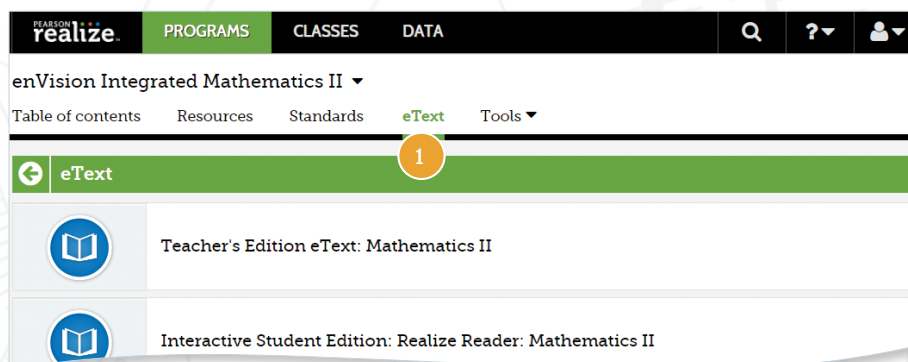 PEARSON
realize.
PROGRAMS CLASSES DATA ?
enVision Integrated Mathematics II
Table of contents Resources Standards eText Tools
1
eText
Teacher's Edition eText: Mathematics II
Interactive Student Edition: Realize Reader: Mathematics II